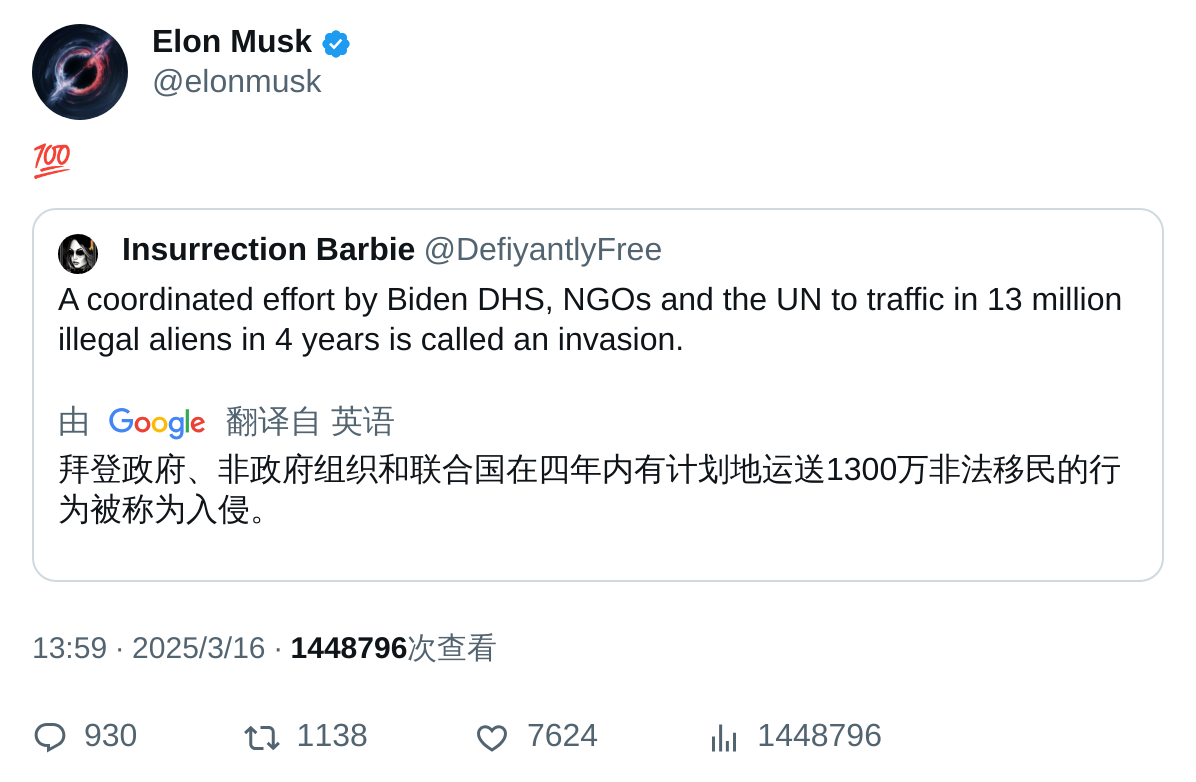 Elon Musk
@elonmusk
💯
Insurrection Barbie @DefiyantlyFree
A coordinated effort by Biden DHS, NGOs and the UN to traffic in 13 million
illegal aliens in 4 years is called an invasion.
由 Google 翻译自 英语
拜登政府、非政府组织和联合国在四年内有计划地运送1300万非法移民的行
为被称为入侵。
13:59 · 2025/3/16 · 1448796次查看
930 1138 7624 1448796